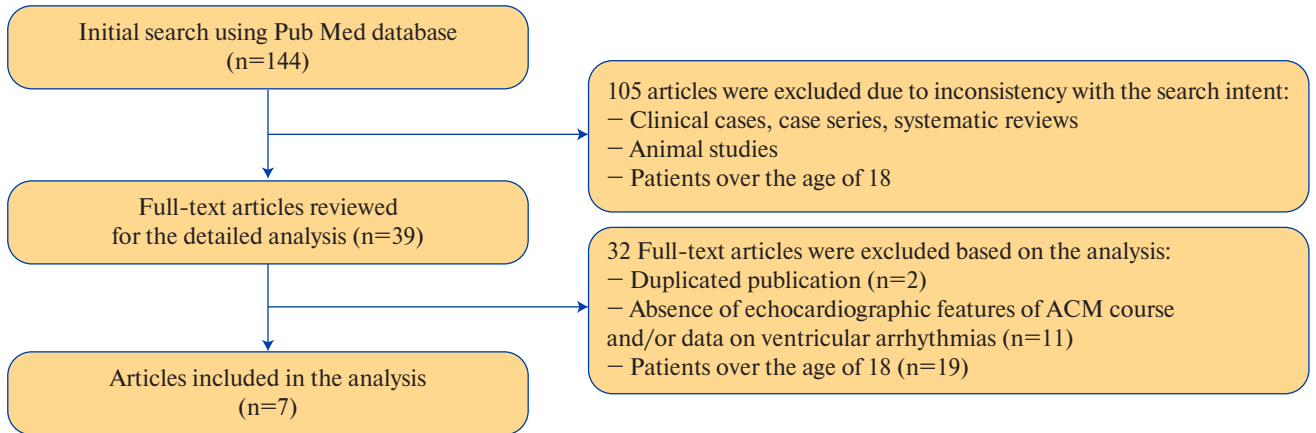 Initial search using Pub Med database
(n=144)
105 articles were excluded due to inconsistency with the search intent:
− Clinical cases, case series, systematic reviews
− Animal studies
− Patients over the age of 18
Full-text articles reviewed
for the detailed analysis (n=39)
32 Full-text articles were excluded based on the analysis:
− Duplicated publication (n=2)
− Absence of echocardiographic features of ACM course
and/or data on ventricular arrhythmias (n=11)
− Patients over the age of 18 (n=19)
Articles included in the analysis
(n=7)